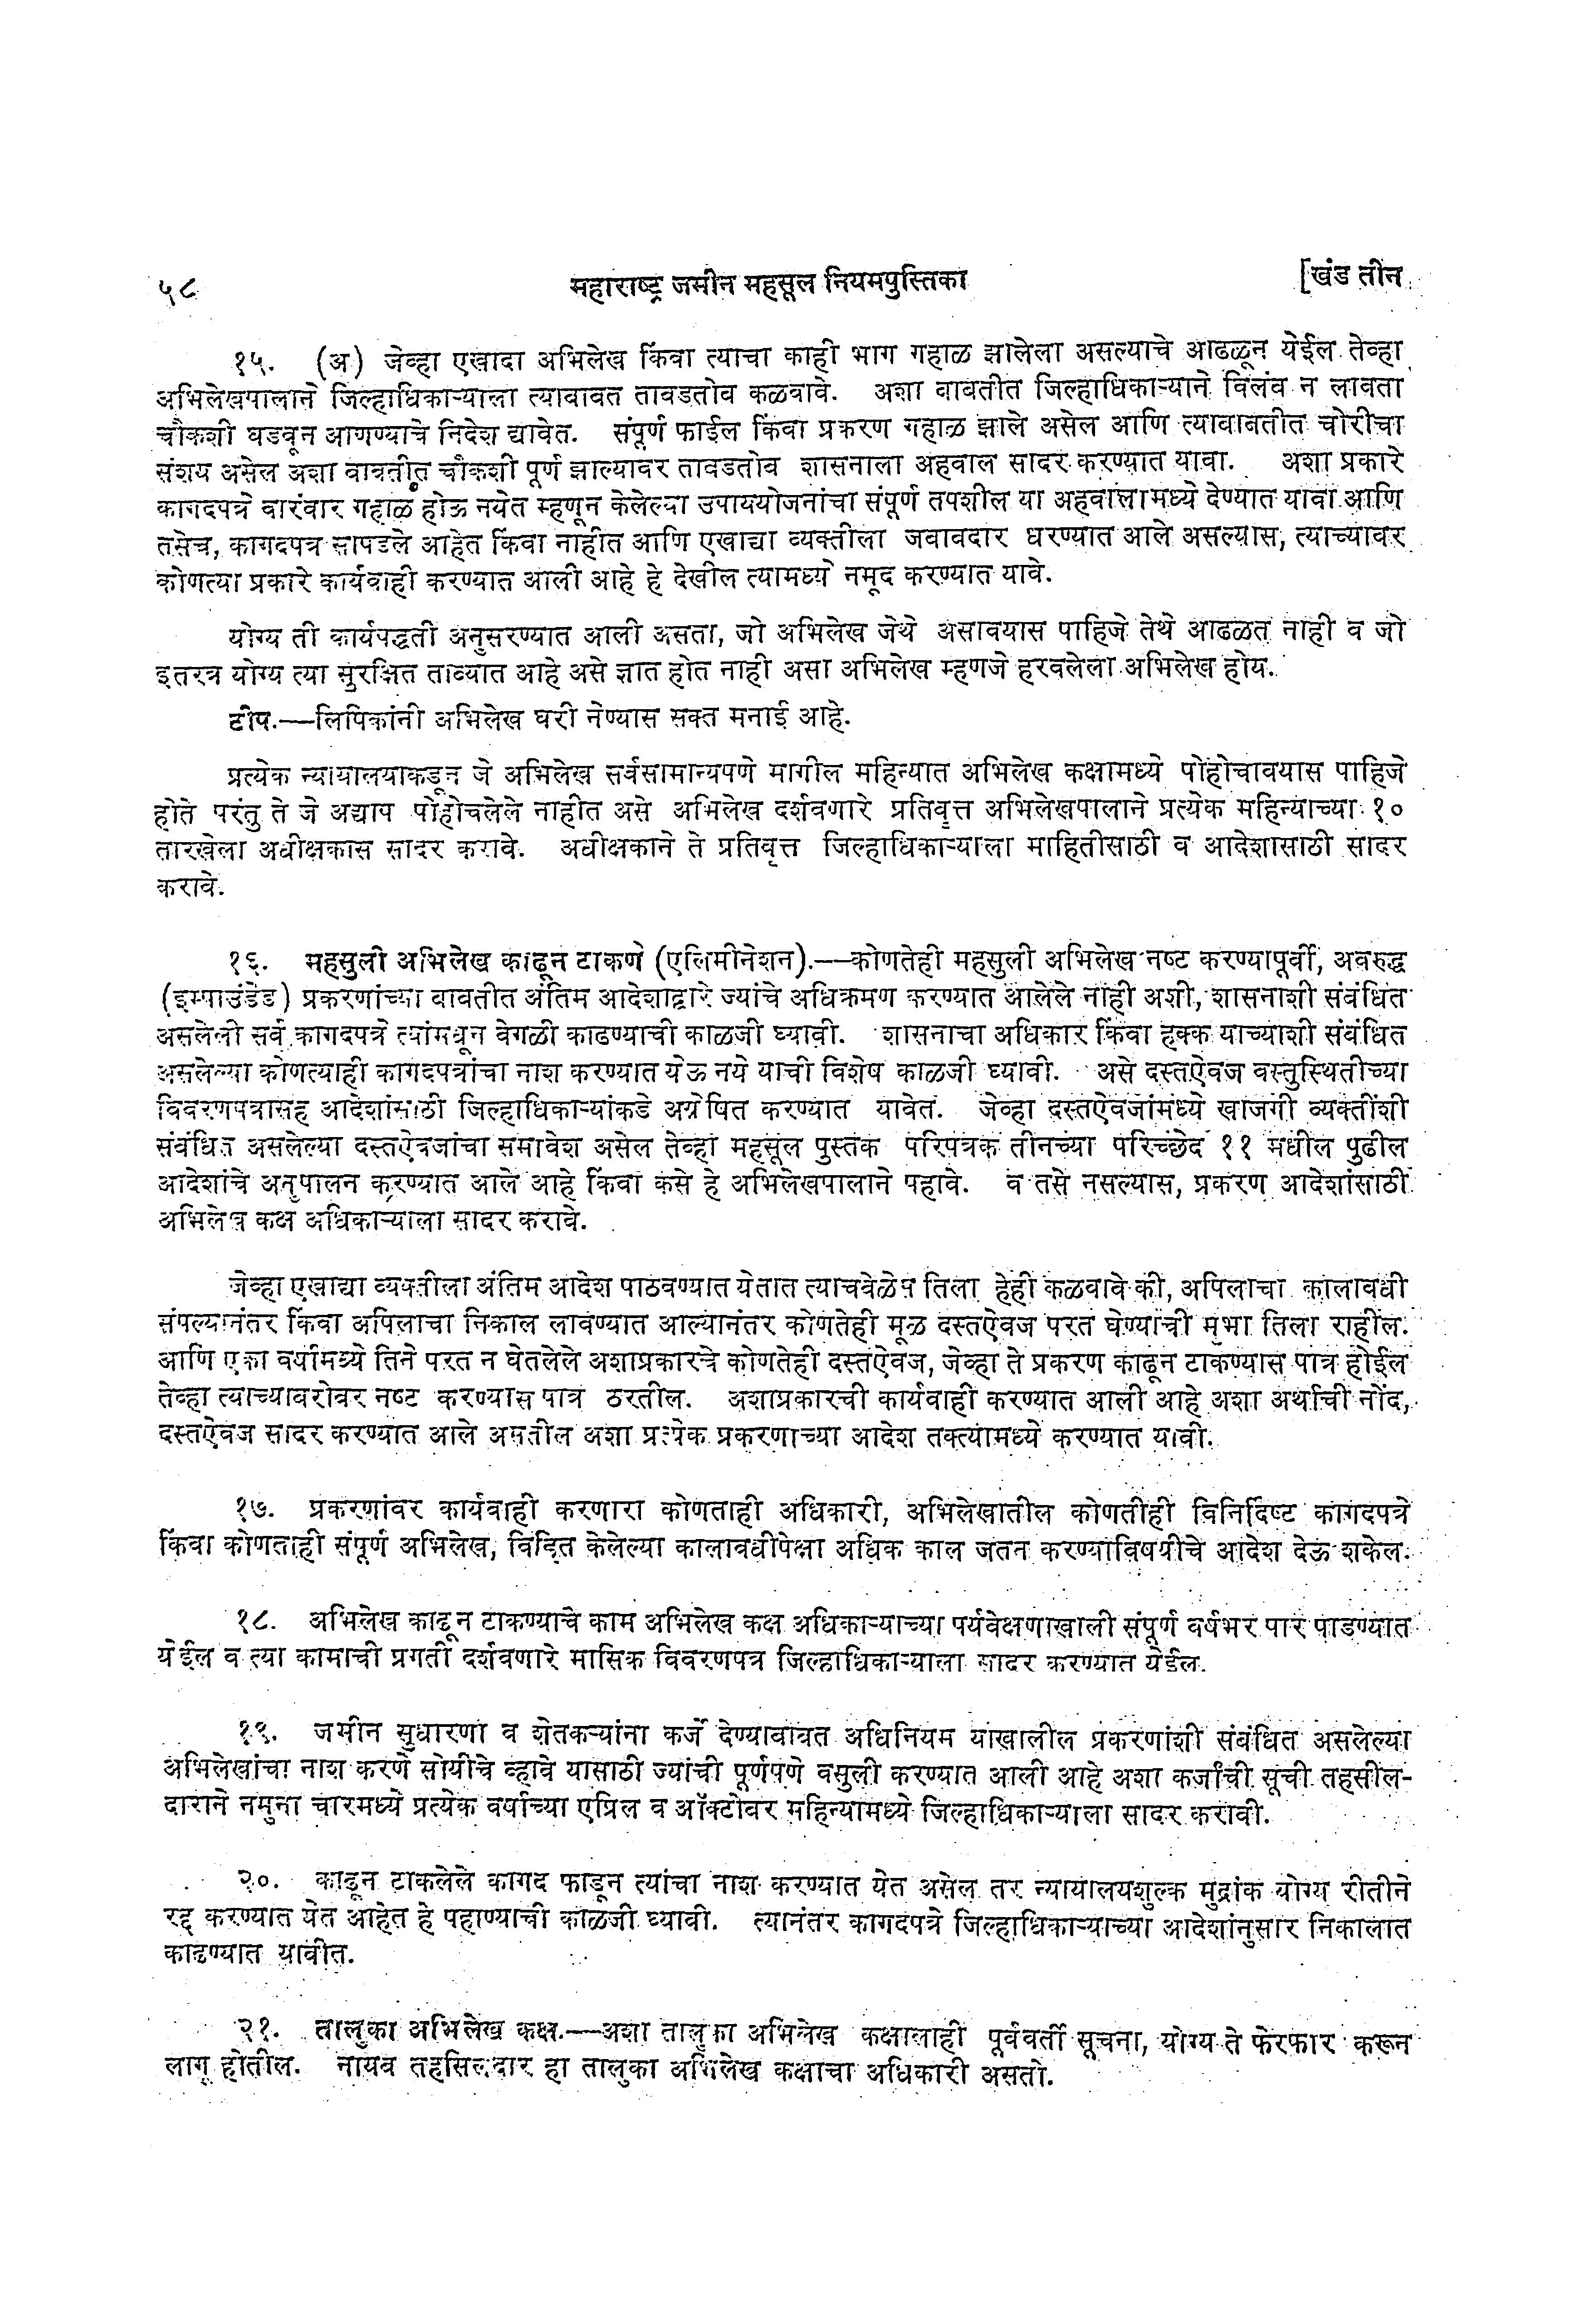 ५८
महाराष्ट्र जमीन महसूल नियमपुस्तिका
[खंड तीन
१५. (अ) जेव्हा एखादा अभिलेख किंवा त्याचा काही भाग गहाळ झालेला असल्याचे आढळून येईल तेव्हा
अभिलेखपालाने जिल्हाधिकाऱ्याला त्याबाबत ताबडतोब कळवावे. अशा बाबतीत जिल्हाधिकाऱ्याने विलंब न लावता
चौकशी घडवून आणण्याचे निदेश द्यावेत. संपूर्ण फाईल किंवा प्रकरण गहाळ झाले असेल आणि त्याबाबतीत चोरीचा
संशय असेल अशा बाबतीत चौकशी पूर्ण झाल्यावर ताबडतोब शासनाला अहवाल सादर करण्यात यावा. अशा प्रकारे
कागदपत्रे वारंवार गहाळ होऊ नयेत म्हणून केलेल्या उपाययोजनांचा संपूर्ण तपशील या अहवालामध्ये देण्यात यावा आणि
तसेच, कागदपत्र सापडले आहेत किंवा नाहीत आणि एखाद्या व्यक्तीला जबाबदार धरण्यात आले असल्यास, त्याच्यावर
कोणत्या प्रकारे कार्यवाही करण्यात आली आहे हे देखील त्यामध्ये नमूद करण्यात यावे.
योग्य ती कार्यपद्धती अनुसरण्यात आली असता, जो अभिलेख जेथे असावयास पाहिजे तेथे आढळत नाही व जो
इतरत्र योग्य त्या सुरक्षित ताब्यात आहे असे ज्ञात होत नाही असा अभिलेख म्हणजे हरवलेला अभिलेख होय.
टीप.—लिपिकांनी अभिलेख घरी नेण्यास सक्त मनाई आहे.
प्रत्येक न्यायालयाकडून जे अभिलेख सर्वसामान्यपणे मागील महिन्यात अभिलेख कक्षामध्ये पोहोचावयास पाहिजे
होते परंतु ते जे अद्याप पोहोचलेले नाहीत असे अभिलेख दर्शवणारे प्रतिवृत्त अभिलेखपालाने प्रत्येक महिन्याच्या १०
तारखेला अधीक्षकास सादर करावे. अधीक्षकाने ते प्रतिवृत्त जिल्हाधिकाऱ्याला माहितीसाठी व आदेशासाठी सादर
करावे.
१६. महसुली अभिलेख काढून टाकणे (एलिमीनेशन).—कोणतेही महसुली अभिलेख नष्ट करण्यापूर्वी, अवरुद्ध
(इम्पाउंडेड) प्रकरणांच्या बाबतीत अंतिम आदेशाद्वारे ज्यांचे अधिक्रमण करण्यात आलेले नाही अशी, शासनाशी संबंधित
असलेली सर्व कागदपत्रे त्यांमधून वेगळी काढण्याची काळजी घ्यावी. शासनाचा अधिकार किंवा हक्क याच्याशी संबंधित
असलेल्या कोणत्याही कागदपत्रांचा नाश करण्यात येऊ नये याची विशेष काळजी घ्यावी. असे दस्तऐवज वस्तुस्थितीच्या
विवरणपत्रासह आदेशांसाठी जिल्हाधिकाऱ्यांकडे अग्रेषित करण्यात यावेत. जेव्हा दस्तऐवजांमध्ये खाजगी व्यक्तींशी
संबंधित असलेल्या दस्तऐवजांचा समावेश असेल तेव्हा महसूल पुस्तक परिपत्रक तीनच्या परिच्छेद ११ मधील पुढील
आदेशांचे अनुपालन करण्यात आले आहे किंवा कसे हे अभिलेखपालाने पहावे. व तसे नसल्यास, प्रकरण आदेशांसाठी
अभिलेख कक्ष अधिकाऱ्याला सादर करावे.
जेव्हा एखाद्या व्यक्तीला अंतिम आदेश पाठवण्यात येतात त्याचवेळेस तिला हेही कळवावे की, अपिलाचा कालावधी
संपल्यानंतर किंवा अपिलाचा निकाल लावण्यात आल्यानंतर कोणतेही मूळ दस्तऐवज परत घेण्याची मुभा तिला राहील.
आणि एका वर्षामध्ये तिने परत न घेतलेले अशाप्रकारचे कोणतेही दस्तऐवज, जेव्हा ते प्रकरण काढून टाकण्यास पात्र होईल
तेव्हा त्याच्याबरोबर नष्ट करण्यास पात्र ठरतील. अशाप्रकारची कार्यवाही करण्यात आली आहे अशा अर्थाची नोंद,
दस्तऐवज सादर करण्यात आले असतील अशा प्रत्येक प्रकरणाच्या आदेश तक्त्यामध्ये करण्यात यावी.
१७. प्रकरणांवर कार्यवाही करणारा कोणताही अधिकारी, अभिलेखातील कोणतीही विनिर्दिष्ट कागदपत्रे
किंवा कोणताही संपूर्ण अभिलेख, विहित केलेल्या कालावधीपेक्षा अधिक काल जतन करण्याविषयीचे आदेश देऊ शकेल.
१८. अभिलेख काढून टाकण्याचे काम अभिलेख कक्ष अधिकाऱ्याच्या पर्यवेक्षणाखाली संपूर्ण वर्षभर पार पाडण्यात
येईल व त्या कामाची प्रगती दर्शवणारे मासिक विवरणपत्र जिल्हाधिकाऱ्याला सादर करण्यात येईल.
१९. जमीन सुधारणा व शेतकऱ्यांना कर्जे देण्याबाबत अधिनियम याखालील प्रकरणांशी संबंधित असलेल्या
अभिलेखांचा नाश करणे सोयीचे व्हावे यासाठी ज्यांची पूर्णपणे वसुली करण्यात आली आहे अशा कर्जांची सूची तहसील-
दाराने नमुना चारमध्ये प्रत्येक वर्षाच्या एप्रिल व ऑक्टोबर महिन्यामध्ये जिल्हाधिकाऱ्याला सादर करावी.
२०. काढून टाकलेले कागद फाडून त्यांचा नाश करण्यात येत असेल तर न्यायालयशुल्क मुद्रांक योग्य रीतीने
रद्द करण्यात येत आहेत हे पहाण्याची काळजी घ्यावी. त्यानंतर कागदपत्रे जिल्हाधिकाऱ्याच्या आदेशांनुसार निकालात
काढण्यात यावीत.
२१. तालुका अभिलेख कक्ष.—अशा तालुका अभिलेख कक्षालाही पूर्ववर्ती सूचना, योग्य ते फेरफार करून
लागू होतील. नायब तहसिलदार हा तालुका अभिलेख कक्षाचा अधिकारी असतो.